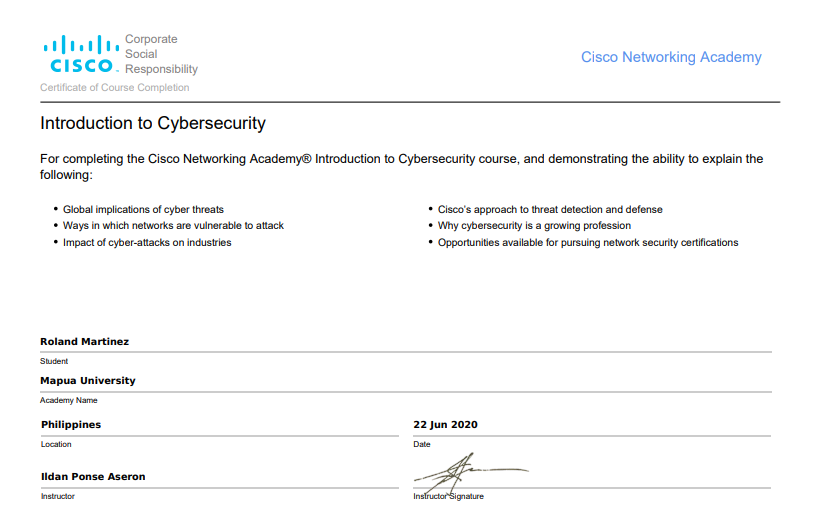 Corporate
Social
Responsibility
CISCO
Cisco Networking Academy
Certificate of Course Completion
Introduction to Cybersecurity
For completing the Cisco Networking Academy® Introduction to Cybersecurity course, and demonstrating the ability to explain the
following:
• Global implications of cyber threats
• Ways in which networks are vulnerable to attack
• Impact of cyber-attacks on industries
• Cisco's approach to threat detection and defense
• Why cybersecurity is a growing profession
• Opportunities available for pursuing network security certifications
Roland Martinez
Student
Mapua University
Academy Name
Philippines
Location
22 Jun 2020
Date
Ildan Ponse Aseron
Instructor
Instructor Signature